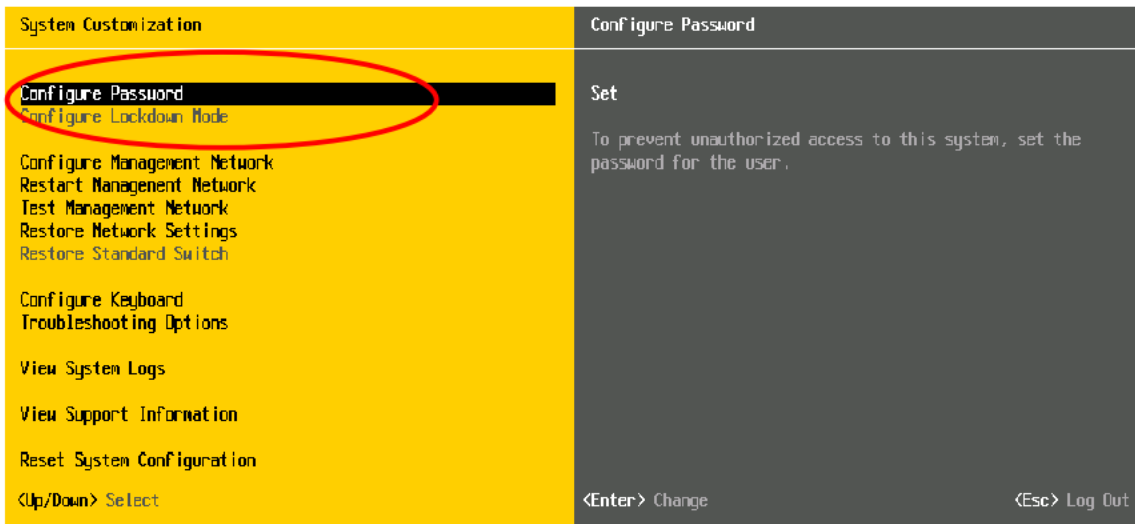 System Customization
Configure Password
Configure Password
Configure Lockdown Mode
Configure Management Network
Restart Management Network
Test Management Network
Restore Network Settings
Restore Standard Switch
Configure Keyboard
Troubleshooting Options
View System Logs
View Support Information
Reset System Configuration
<Up/Down> Select
Set
To prevent unauthorized access to this system, set the
password for the user.
<Enter> Change
<Esc> Log Out